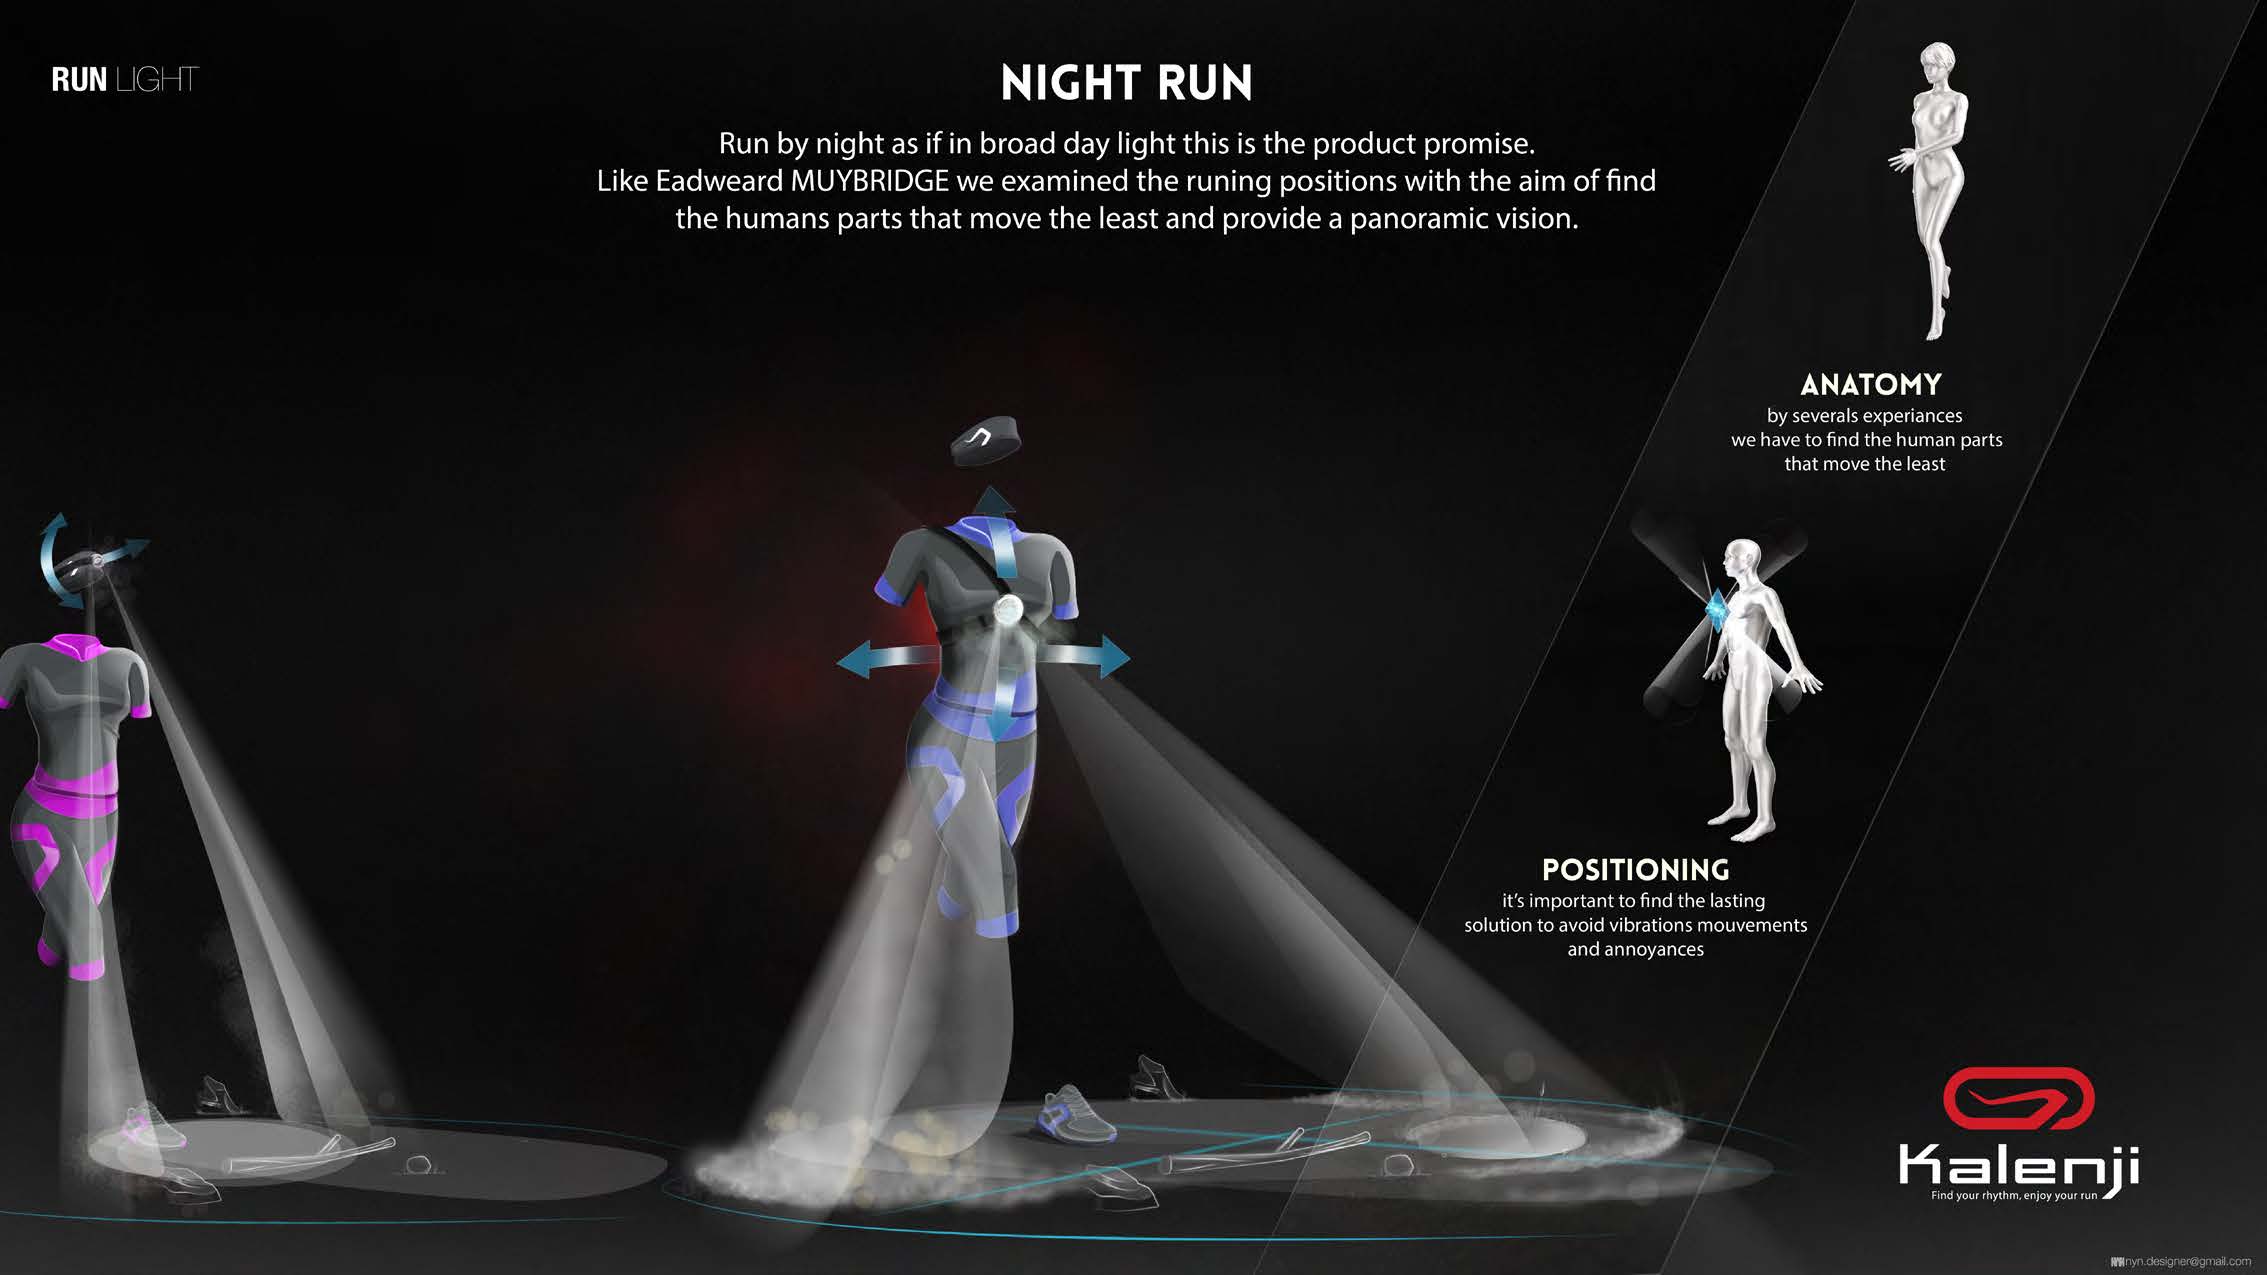 RUN LIGHT
NIGHT RUN
Run by night as if in broad day light this is the product promise.
Like Eadweard MUYBRIDGE we examined the runing positions with the aim of find
the humans parts that move the least and provide a panoramic vision.
ANATOMY
by severals experiances
we have to find the human parts
that move the least
POSITIONING
it's important to find the lasting
solution to avoid vibrations mouvements
and annoyances
Kalenji
Find your rhythm, enjoy your run
nyn.designer@gmail.com